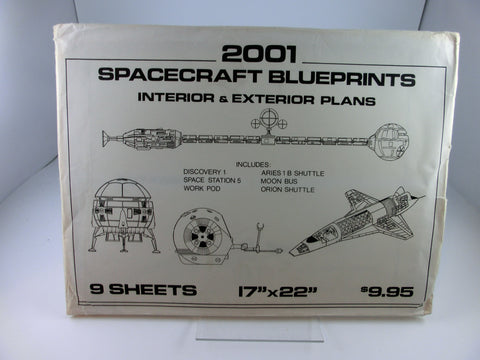 2001
SPACECRAFT BLUEPRINTS
INTERIOR & EXTERIOR PLANS
INCLUDES:
DISCOVERY 1
SPACE STATION 5
WORK POD
ARIES 1 B SHUTTLE
MOON BUS
ORION SHUTTLE
9 SHEETS 17"x22" $9.95